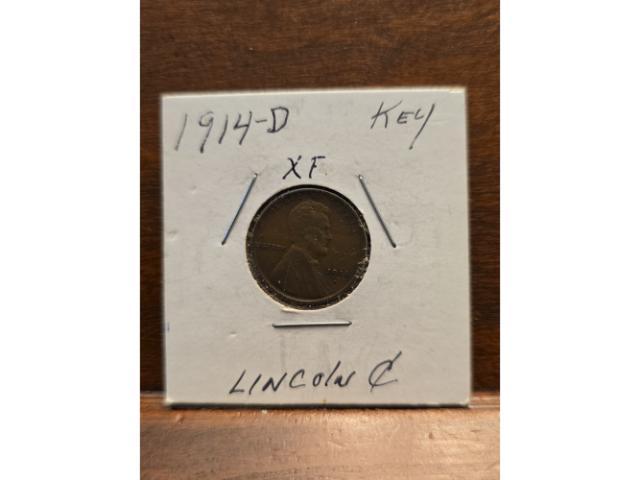 1914-D KEY
XF
LINCOLN ¢